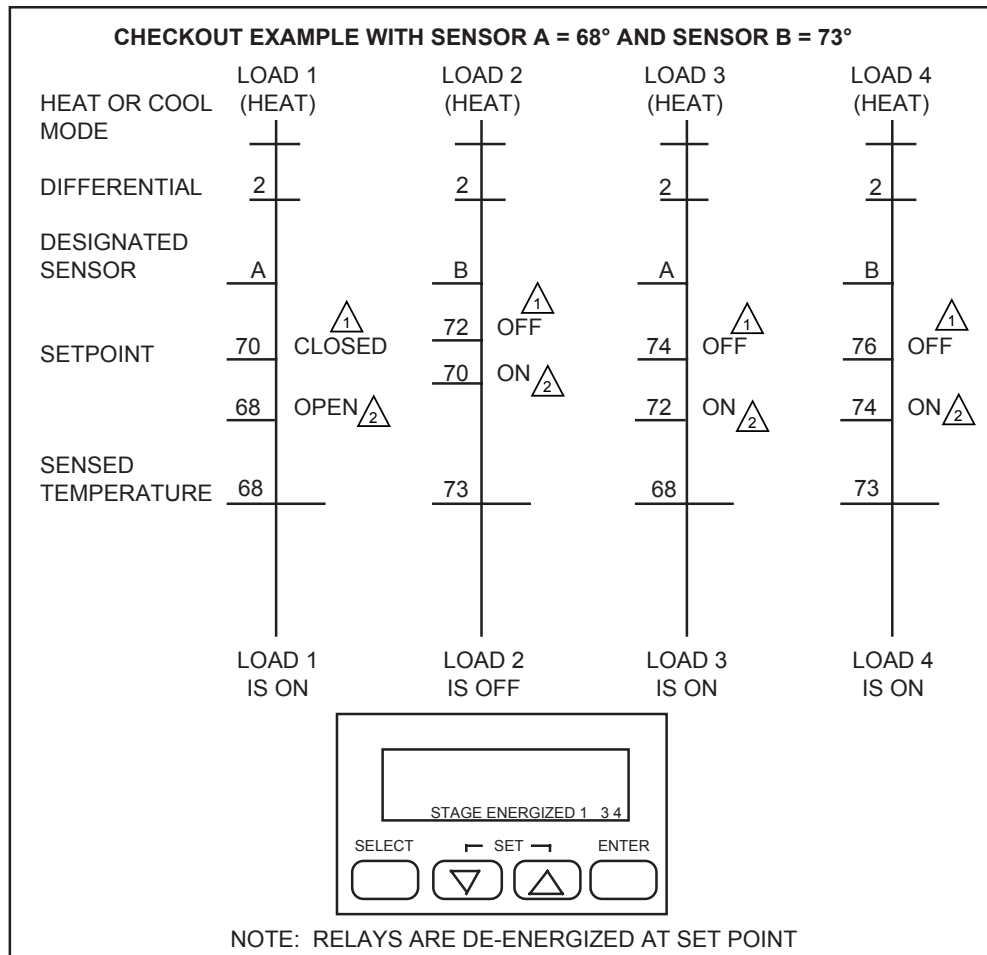 CHECKOUT EXAMPLE WITH SENSOR A = 68° AND SENSOR B = 73°
LOAD 1 LOAD 2 LOAD 3 LOAD 4
HEAT OR COOL (HEAT) (HEAT) (HEAT) (HEAT)
MODE
DIFFERENTIAL 2 2 2 2
DESIGNATED
SENSOR A B A B
1 1 1 1
72 OFF
SETPOINT 70 CLOSED 74 OFF 76 OFF
70 ON 2
68 OPEN 2 72 ON 2 74 ON 2
SENSED
TEMPERATURE 68 73 68 73
LOAD 1 LOAD 2 LOAD 3 LOAD 4
IS ON IS OFF IS ON IS ON
STAGE ENERGIZED 1 3 4
SELECT SET ENTER
NOTE: RELAYS ARE DE-ENERGIZED AT SET POINT